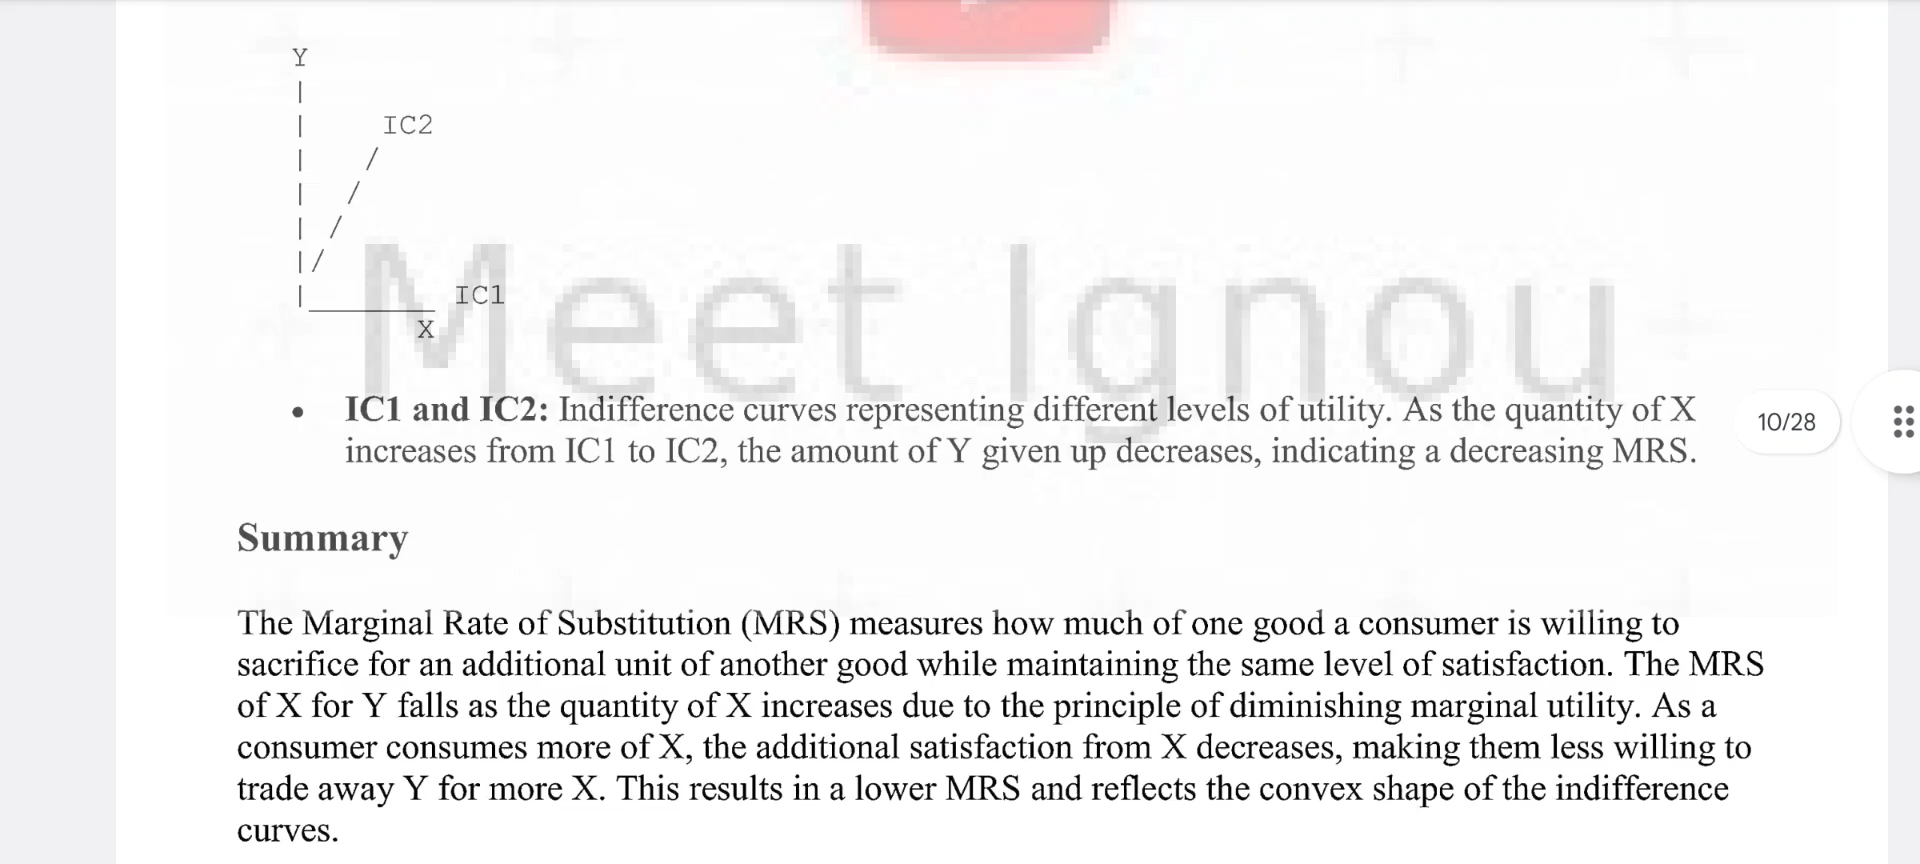 Y
IC2
IC1
X
Meet Ignou
• IC1 and IC2: Indifference curves representing different levels of utility. As the quantity of X
increases from IC1 to IC2, the amount of Y given up decreases, indicating a decreasing MRS.
10/28
Summary
The Marginal Rate of Substitution (MRS) measures how much of one good a consumer is willing to
sacrifice for an additional unit of another good while maintaining the same level of satisfaction. The MRS
of X for Y falls as the quantity of X increases due to the principle of diminishing marginal utility. As a
consumer consumes more of X, the additional satisfaction from X decreases, making them less willing to
trade away Y for more X. This results in a lower MRS and reflects the convex shape of the indifference
curves.